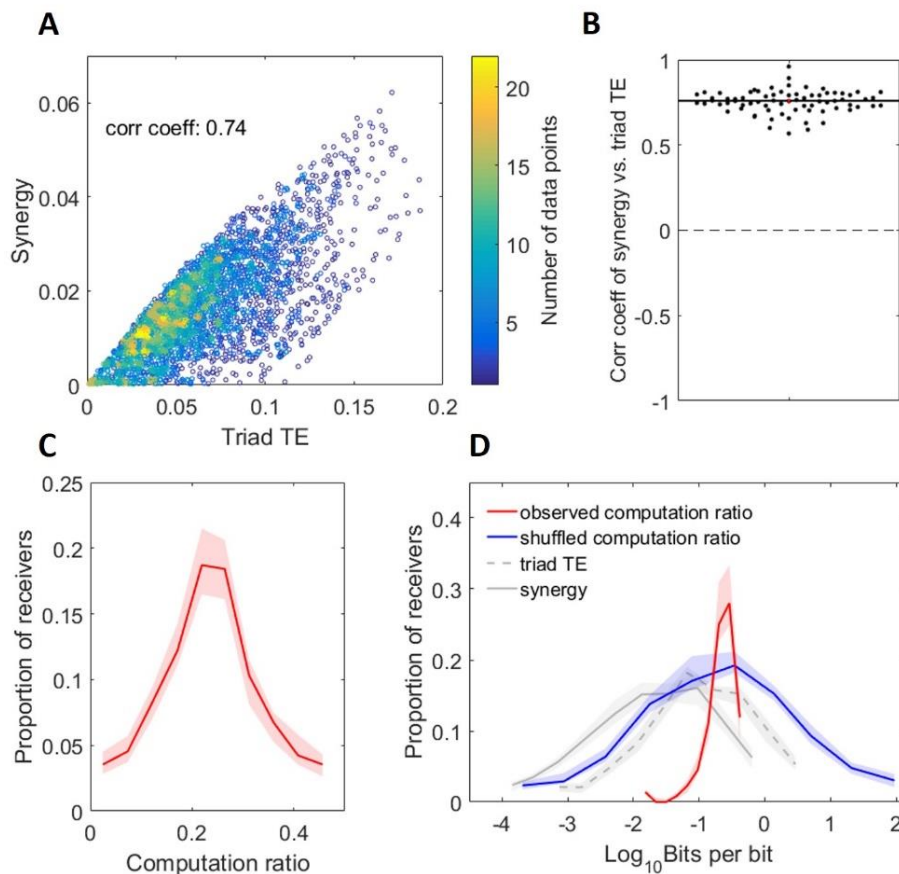 A
corr coeff: 0.74
Synergy
0.06
0.04
0.02
0
0
0.05
0.1
0.15
0.2
Triad TE
20
15
10
5
Number of data points
B
Corr coeff of synergy vs. triad TE
1
0.5
0
-0.5
-1
C
Proportion of receivers
0.25
0.2
0.15
0.1
0.05
0
0
0.2
0.4
Computation ratio
D
Proportion of receivers
0.4
0.3
0.2
0.1
0
observed computation ratio
shuffled computation ratio
triad TE
synergy
-4
-3
-2
-1
0
1
2
Log10Bits per bit